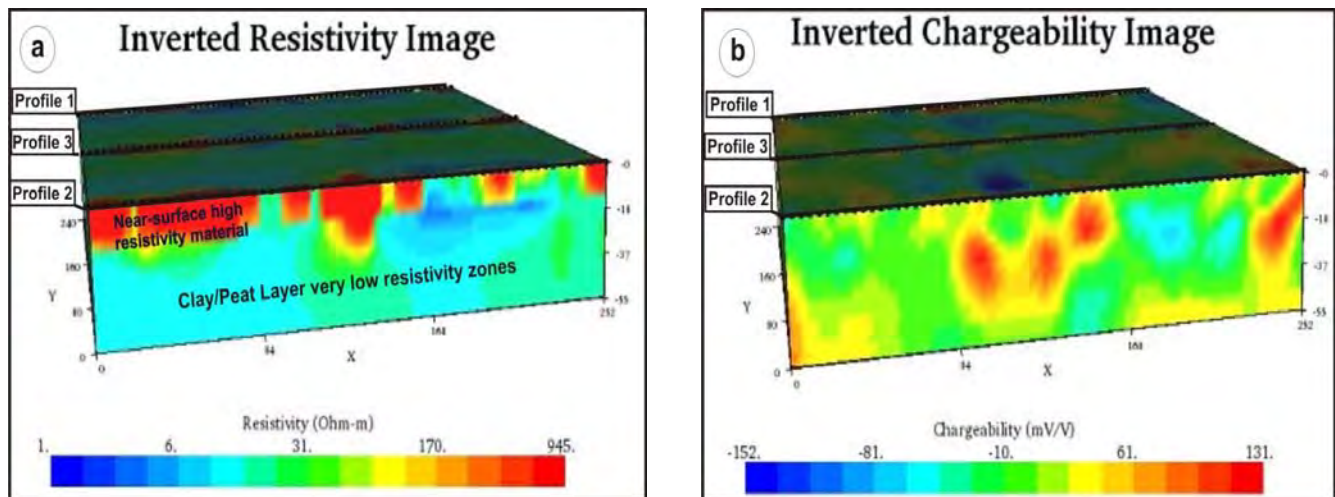 a
Inverted Resistivity Image
Profile 1
Profile 3
Profile 2
Near-surface high
resistivity material
Clay/Peat Layer very low resistivity zones
240
160
80
0
Y
0
84
168
252
X
-0
-18
-37
-55
Resistivity (Ohm-m)
1. 6. 31. 170. 945.
b
Inverted Chargeability Image
Profile 1
Profile 3
Profile 2
240
160
80
0
Y
0
84
168
252
X
-0
-18
-37
-55
Chargeability (mV/V)
-152. -81. -10. 61. 131.